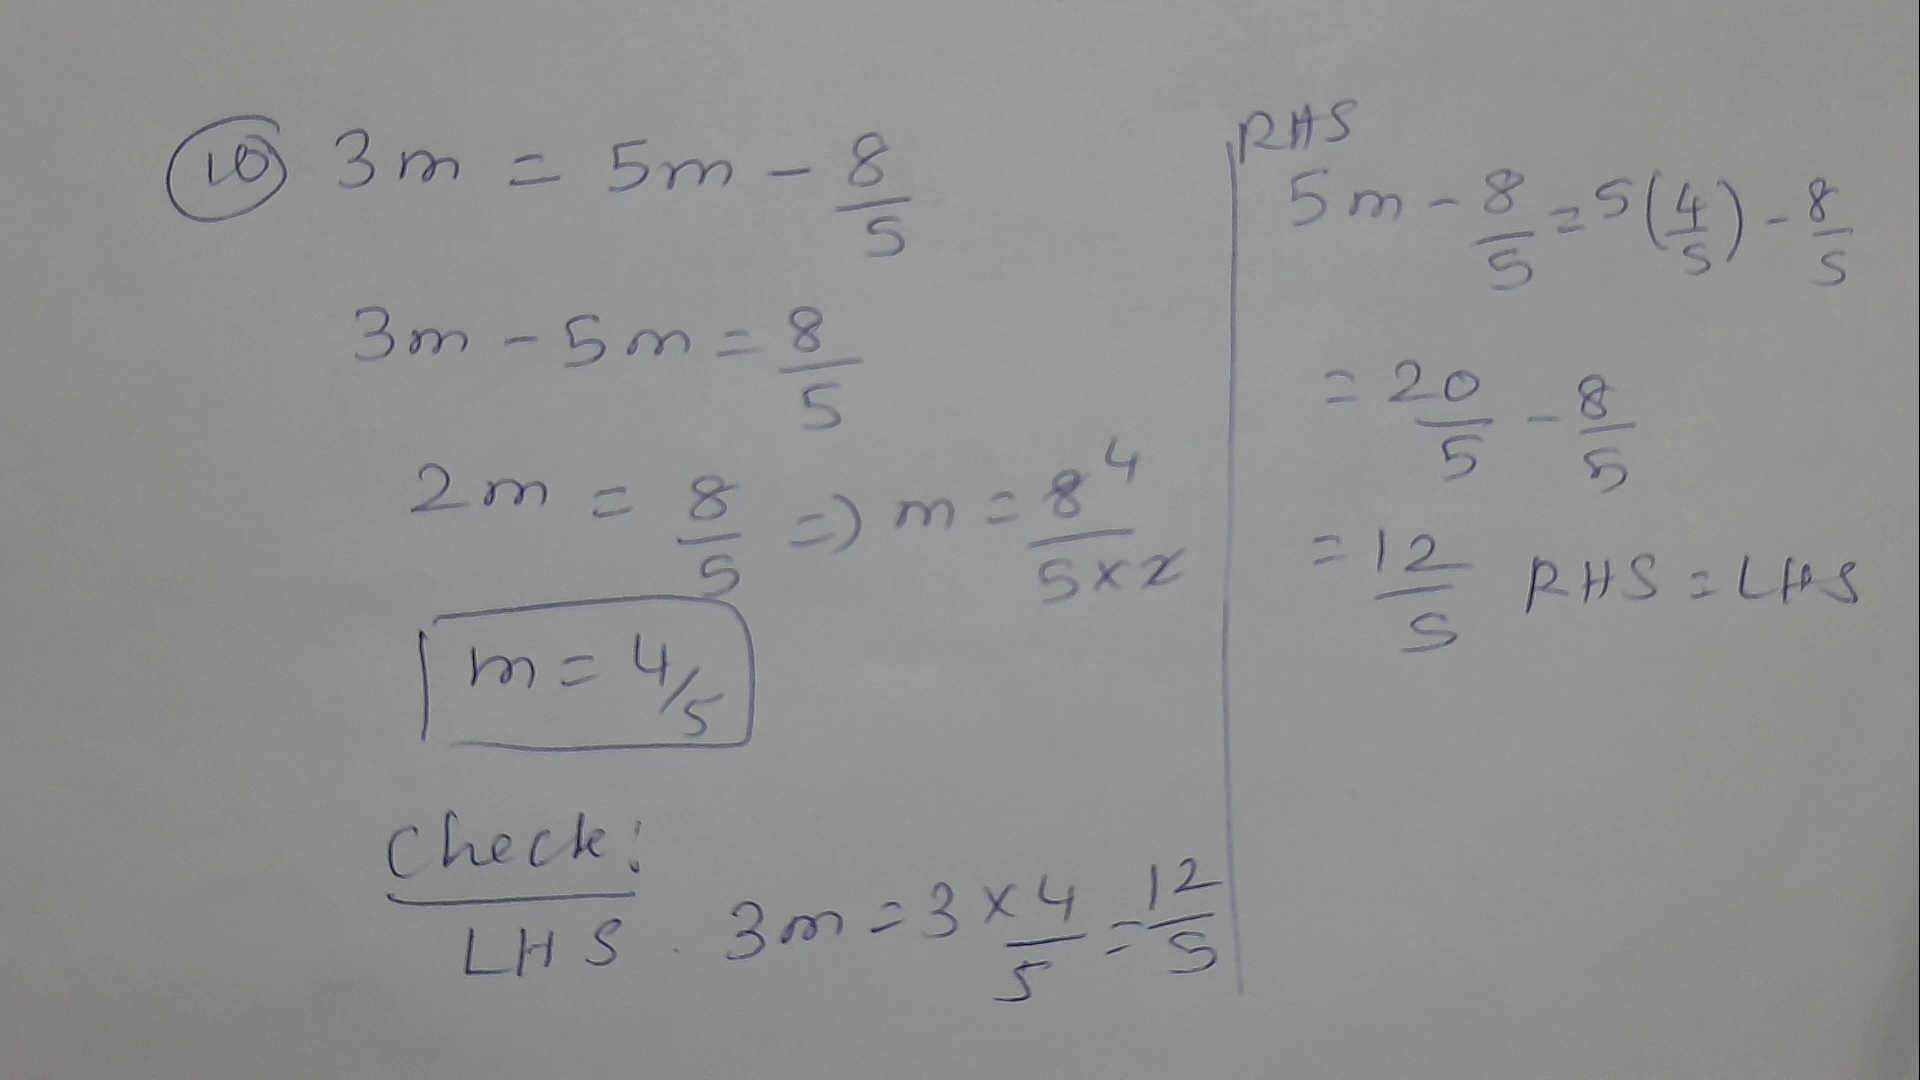 10) 3m = 5m - 8/5
3m - 5m = 8/5
2m = 8/5 => m = 8 4/5×2
m = 4/5
Check:
LHS. 3m = 3 × 4/5 = 12/5
RHS
5m - 8/5 = 5(4/5) - 8/5
= 20/5 - 8/5
= 12/5 RHS = LHS